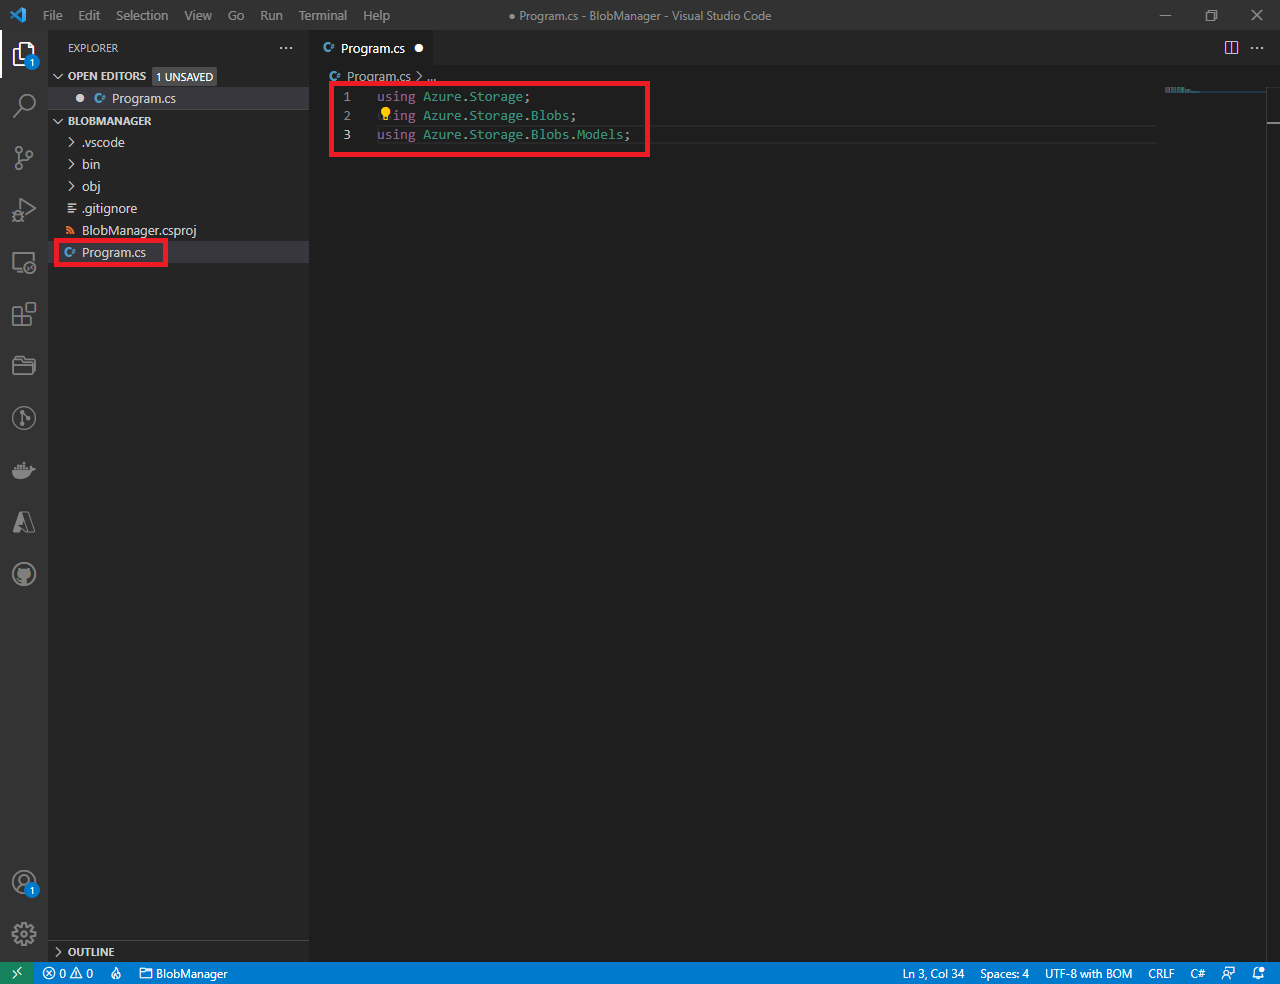 File Edit Selection View Go Run Terminal Help ● Program.cs - BlobManager - Visual Studio Code
EXPLORER
OPEN EDITORS 1 UNSAVED
Program.cs
BLOBMANAGER
.vscode
bin
obj
.gitignore
BlobManager.csproj
Program.cs
OUTLINE
Program.cs
Program.cs > ...
1 using Azure.Storage;
2 ing Azure.Storage.Blobs;
3 using Azure.Storage.Blobs.Models;
1
1
0 0 BlobManager Ln 3, Col 34 Spaces: 4 UTF-8 with BOM CRLF C#